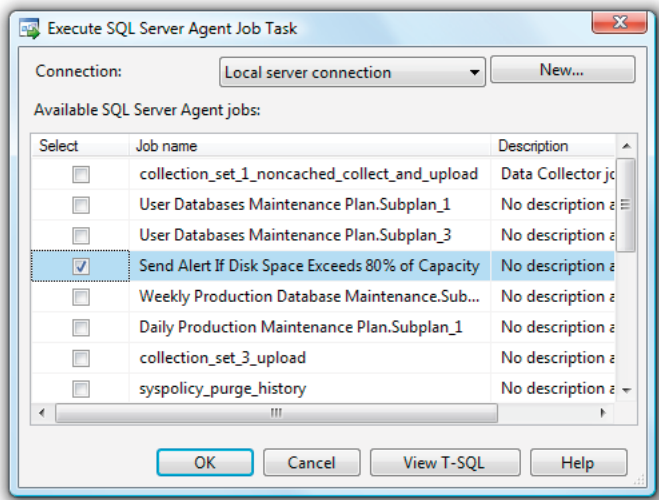 Execute SQL Server Agent Job Task
Connection: Local server connection New...
Available SQL Server Agent jobs:
Select Job name Description
collection_set_1_noncached_collect_and_upload Data Collector jo
User Databases Maintenance Plan.Subplan_1 No description a
User Databases Maintenance Plan.Subplan_3 No description a
Send Alert If Disk Space Exceeds 80% of Capacity No description a
Weekly Production Database Maintenance.Sub... No description a
Daily Production Maintenance Plan.Subplan_1 No description a
collection_set_3_upload No description a
syspolicy_purge_history No description a
OK Cancel View T-SQL Help